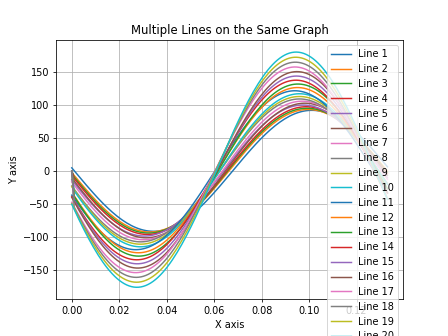 Multiple Lines on the Same Graph
Y axis
150
100
50
0
−50
−100
−150
0.00
0.02
0.04
0.06
0.08
0.10
X axis
Line 1
Line 2
Line 3
Line 4
Line 5
Line 6
Line 7
Line 8
Line 9
Line 10
Line 11
Line 12
Line 13
Line 14
Line 15
Line 16
Line 17
Line 18
Line 19
Line 20